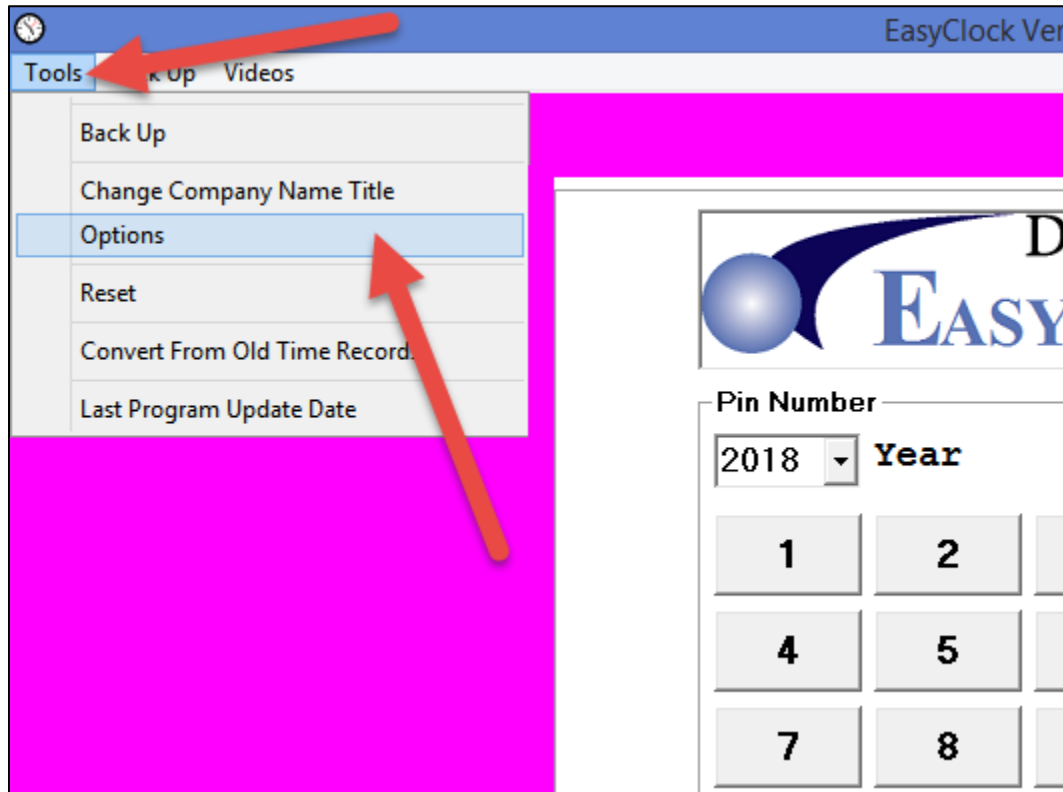 EasyClock Ver
Tools k Up Videos
Back Up
Change Company Name Title
Options
Reset
Convert From Old Time Record
Last Program Update Date
D
EASY
Pin Number
2018 Year
1 2
4 5
7 8